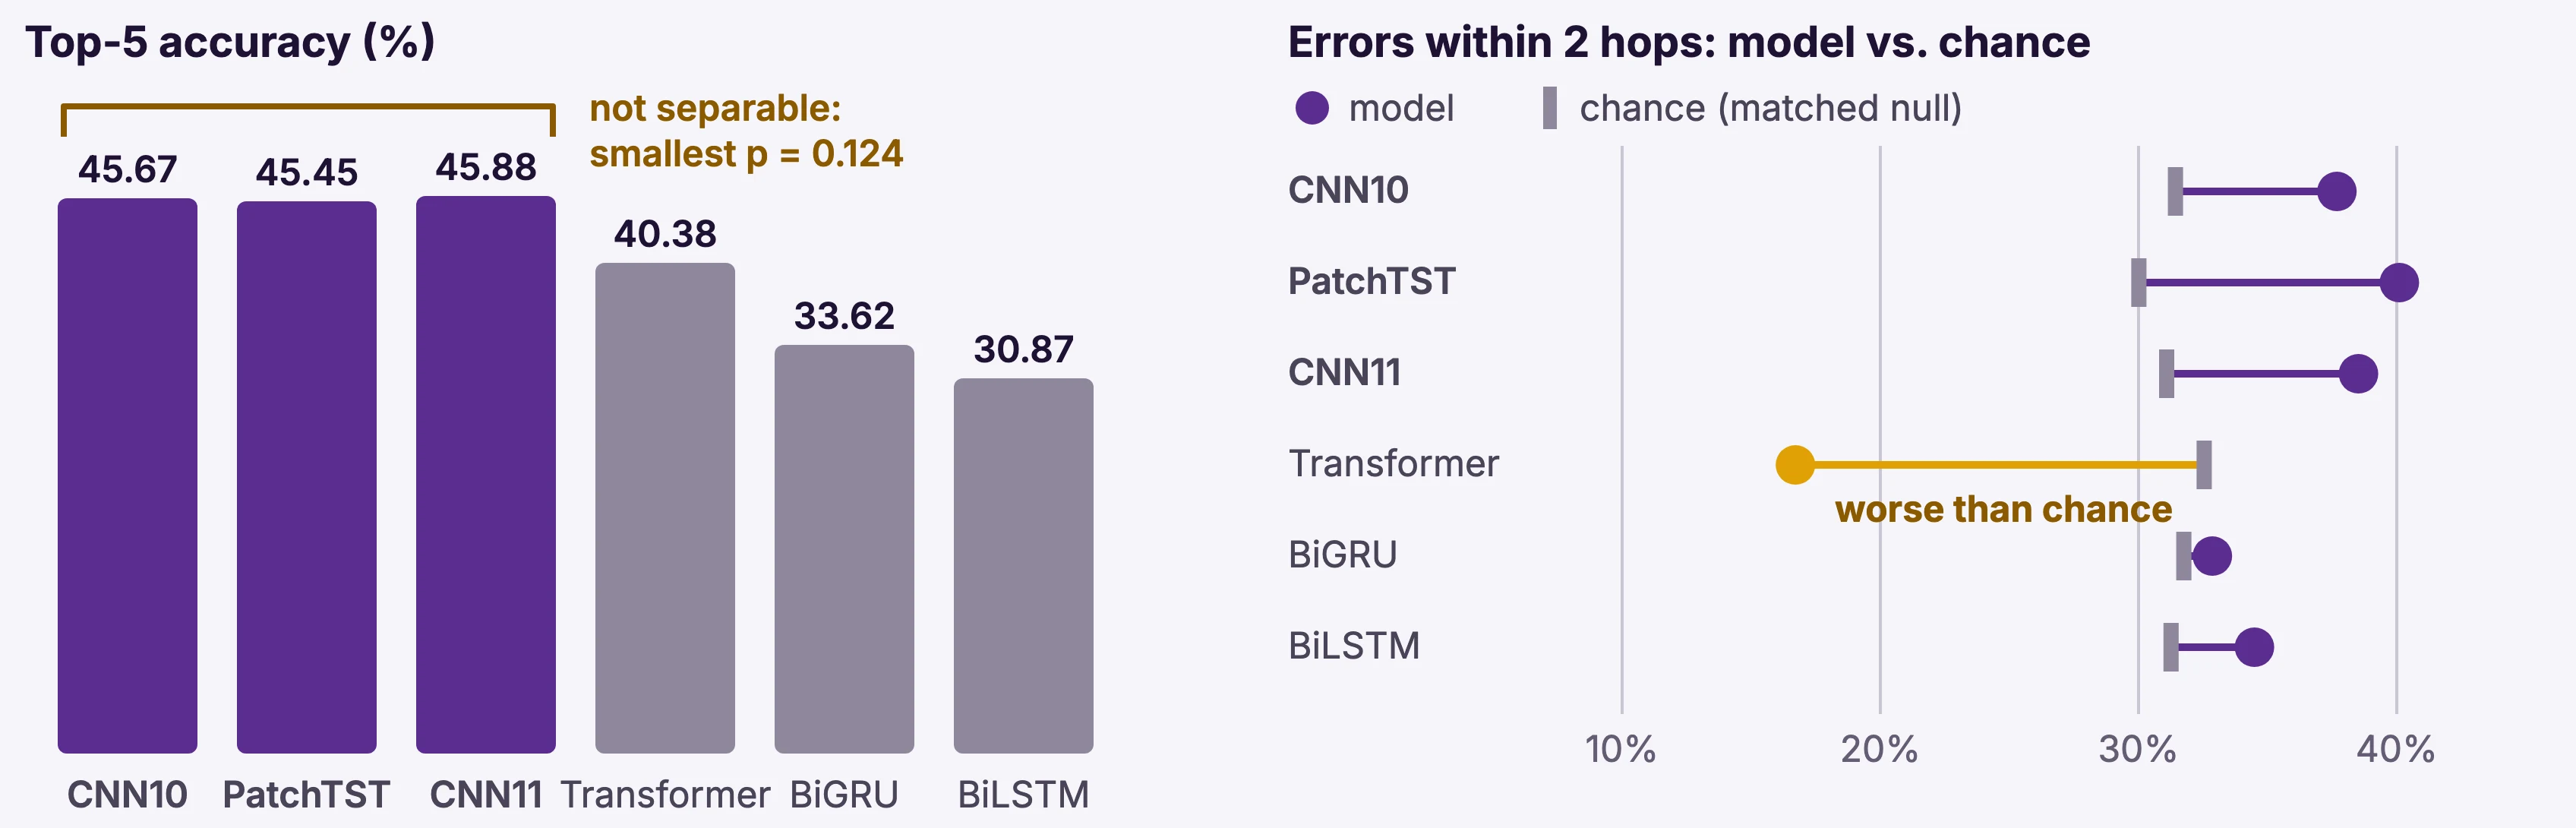 Top-5 accuracy (%)
not separable:
smallest p = 0.124
45.67
45.45
45.88
40.38
33.62
30.87
CNN10
PatchTST
CNN11
Transformer
BiGRU
BiLSTM
Errors within 2 hops: model vs. chance
model
chance (matched null)
CNN10
PatchTST
CNN11
Transformer
worse than chance
BiGRU
BiLSTM
10%
20%
30%
40%